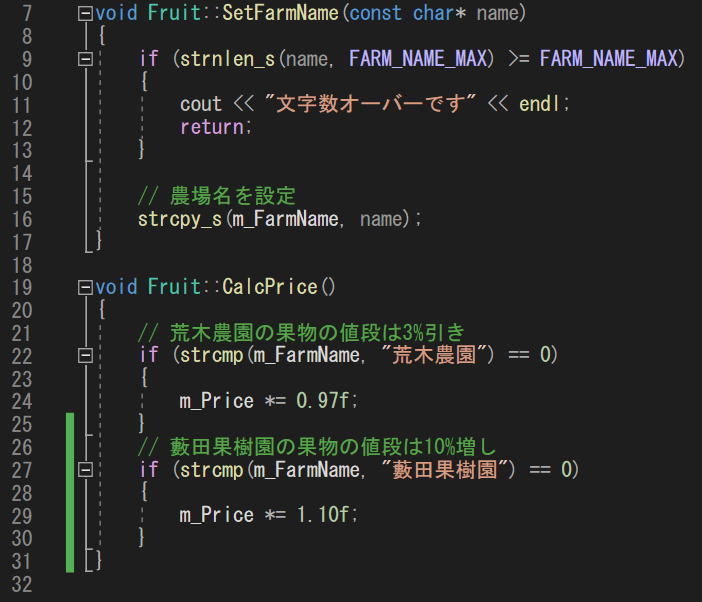 7 void Fruit::SetFarmName(const char* name)
8 {
9 if (strnlen_s(name, FARM_NAME_MAX) >= FARM_NAME_MAX)
10 {
11 cout << "文字数オーバーです" << endl;
12 return;
13 }
14
15 // 農場名を設定
16 strcpy_s(m_FarmName, name);
17 }
18
19 void Fruit::CalcPrice()
20 {
21 // 荒木農園の果物の値段は3%引き
22 if (strcmp(m_FarmName, "荒木農園") == 0)
23 {
24 m_Price *= 0.97f;
25 }
26 // 藪田果樹園の果物の値段は10%増し
27 if (strcmp(m_FarmName, "藪田果樹園") == 0)
28 {
29 m_Price *= 1.10f;
30 }
31 }
32